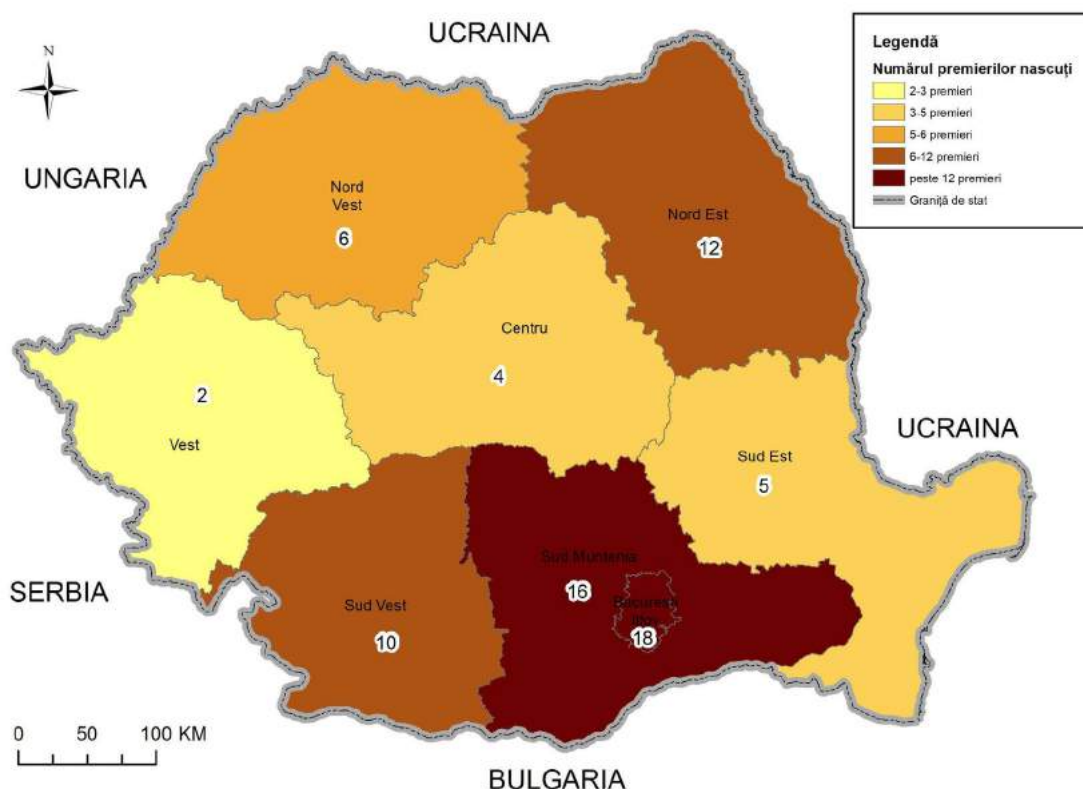 N
UCRAINA
Legendă
Numărul premierilor nascuți
2-3 premieri
3-5 premieri
5-6 premieri
6-12 premieri
peste 12 premieri
Graniță de stat
UNGARIA
Nord
Vest
6
Nord Est
12
Centru
4
2
Vest
UCRAINA
Sud Est
5
SERBIA
Sud Muntenia
16
Sud Vest
10
18
0 50 100 KM
BULGARIA